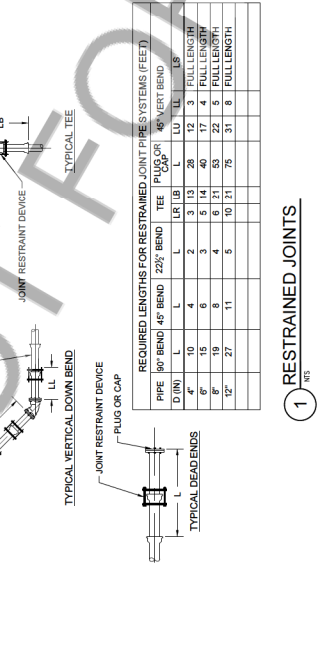 LB
TYPICAL TEE
JOINT RESTRAINT DEVICE
LL
TYPICAL VERTICAL DOWN BEND
JOINT RESTRAINT DEVICE
PLUG OR CAP
L
TYPICAL DEAD ENDS
REQUIRED LENGTHS FOR RESTRAINED JOINT PIPE SYSTEMS (FEET)
PIPE 90° BEND 45° BEND 22½° BEND TEE PLUG OR CAP 45° VERT BEND
D (IN) L L L LR LB L LU LL LS
4" 10 4 2 3 13 28 12 3 FULL LENGTH
6" 15 6 3 5 14 40 17 4 FULL LENGTH
8" 19 8 4 6 21 53 22 5 FULL LENGTH
12" 27 11 5 10 21 75 31 8 FULL LENGTH
1 RESTRAINED JOINTS
NTS
FOR